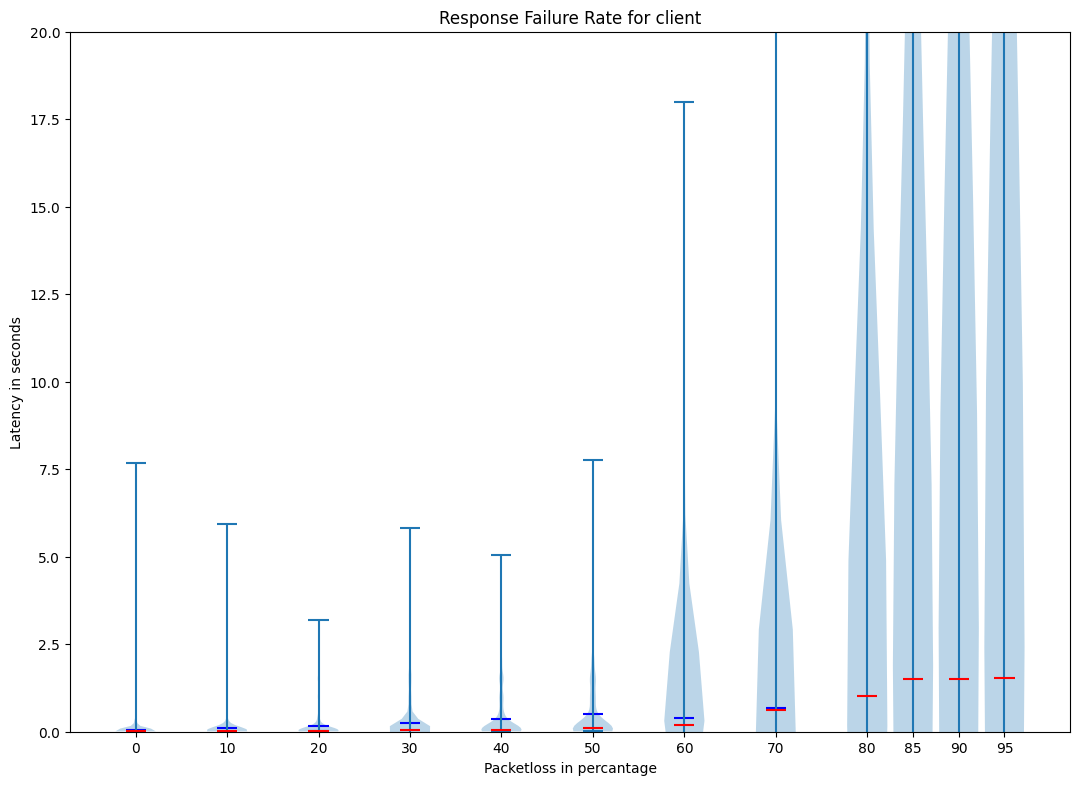 Response Failure Rate for client
Latency in seconds
20.0
17.5
15.0
12.5
10.0
7.5
5.0
2.5
0.0
0 10 20 30 40 50 60 70 80 85 90 95
Packetloss in percantage